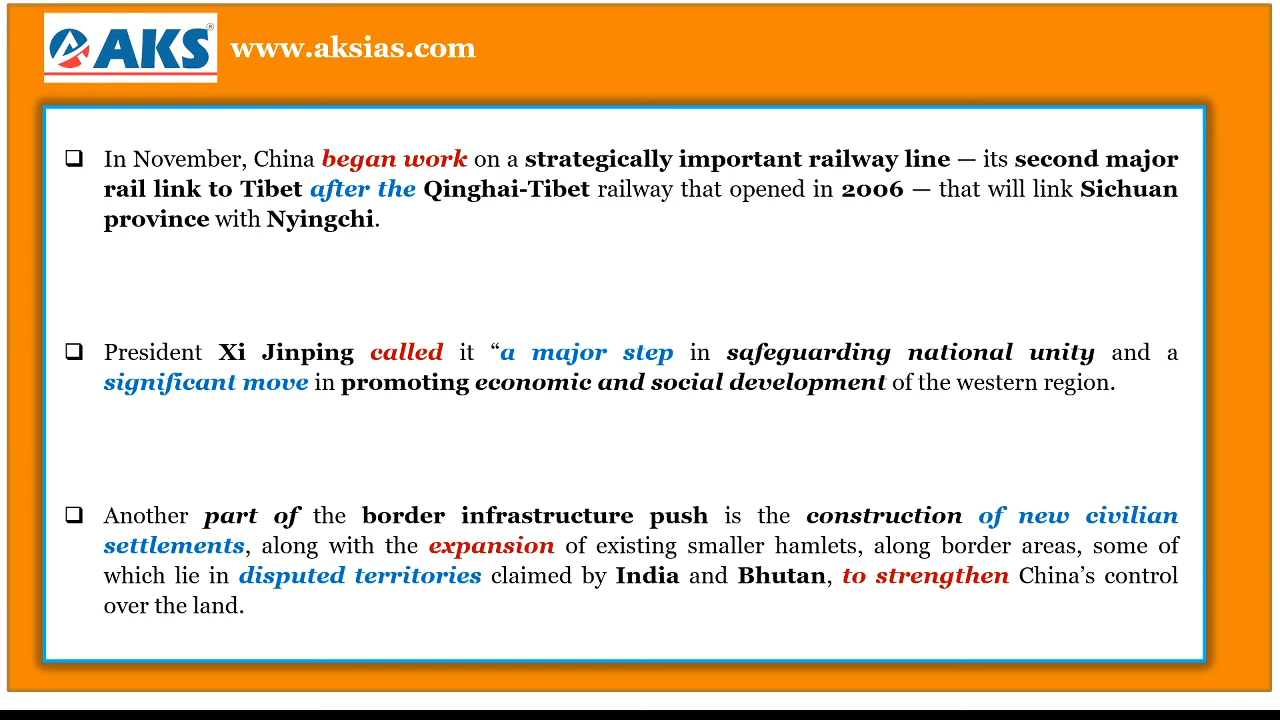 AKS®
www.aksias.com
❑ In November, China began work on a strategically important railway line — its second major
rail link to Tibet after the Qinghai-Tibet railway that opened in 2006 — that will link Sichuan
province with Nyingchi.
❑ President Xi Jinping called it “a major step in safeguarding national unity and a
significant move in promoting economic and social development of the western region.
❑ Another part of the border infrastructure push is the construction of new civilian
settlements, along with the expansion of existing smaller hamlets, along border areas, some of
which lie in disputed territories claimed by India and Bhutan, to strengthen China’s control
over the land.